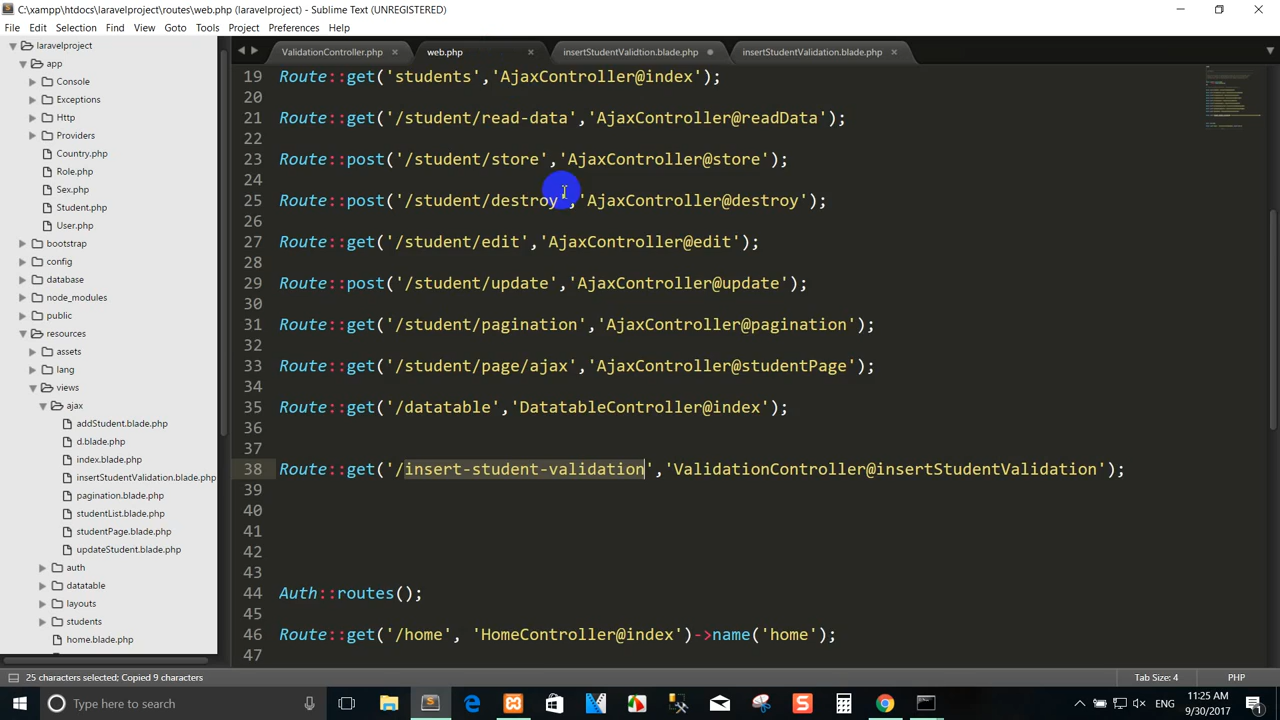 C:\xampp\htdocs\laravelproject\routes\web.php (laravelproject) - Sublime Text (UNREGISTERED)
File Edit Selection Find View Goto Tools Project Preferences Help
ValidationController.php × web.php × insertStudentValidtion.blade.php insertStudentValidation.blade.php ×
laravelproject
app
Console
Exceptions
Http
Providers
Country.php
Role.php
Sex.php
Student.php
User.php
bootstrap
config
database
node_modules
public
resources
assets
lang
views
ajax
addStudent.blade.php
d.blade.php
index.blade.php
insertStudentValidation.blade.php
pagination.blade.php
studentList.blade.php
studentPage.blade.php
updateStudent.blade.php
auth
datatable
layouts
students
home.blade.php
19 Route::get('students','AjaxController@index');
20
21 Route::get('/student/read-data','AjaxController@readData');
22
23 Route::post('/student/store','AjaxController@store');
24
25 Route::post('/student/destroy','AjaxController@destroy');
26
27 Route::get('/student/edit','AjaxController@edit');
28
29 Route::post('/student/update','AjaxController@update');
30
31 Route::get('/student/pagination','AjaxController@pagination');
32
33 Route::get('/student/page/ajax','AjaxController@studentPage');
34
35 Route::get('/datatable','DatatableController@index');
36
37
38 Route::get('/insert-student-validation','ValidationController@insertStudentValidation');
39
40
41
42
43
44 Auth::routes();
45
46 Route::get('/home', 'HomeController@index')->name('home');
47
25 characters selected; Copied 9 characters Tab Size: 4 PHP
Type here to search
ENG
11:25 AM
9/30/2017
1